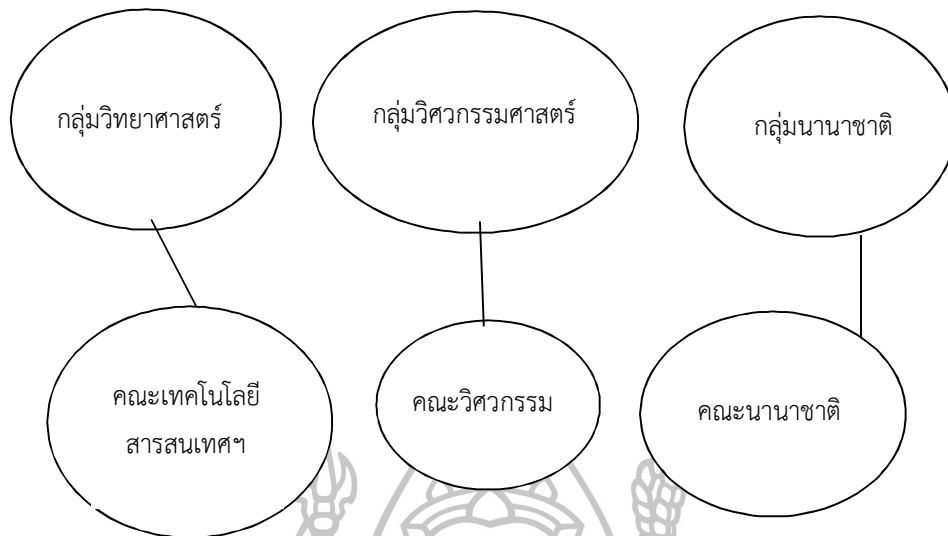 กลุ่มวิทยาศาสตร์
กลุ่มวิศวกรรมศาสตร์
กลุ่มนานาชาติ
คณะเทคโนโลยี
สารสนเทศฯ
คณะวิศวกรรม
คณะนานาชาติ